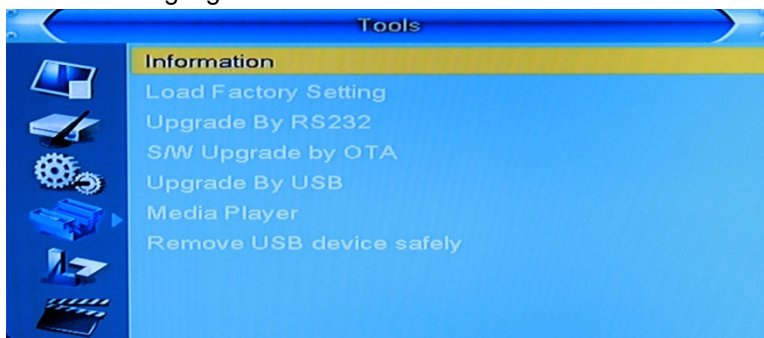 Tools
Information
Load Factory Setting
Upgrade By RS232
S/W Upgrade by OTA
Upgrade By USB
Media Player
Remove USB device safely